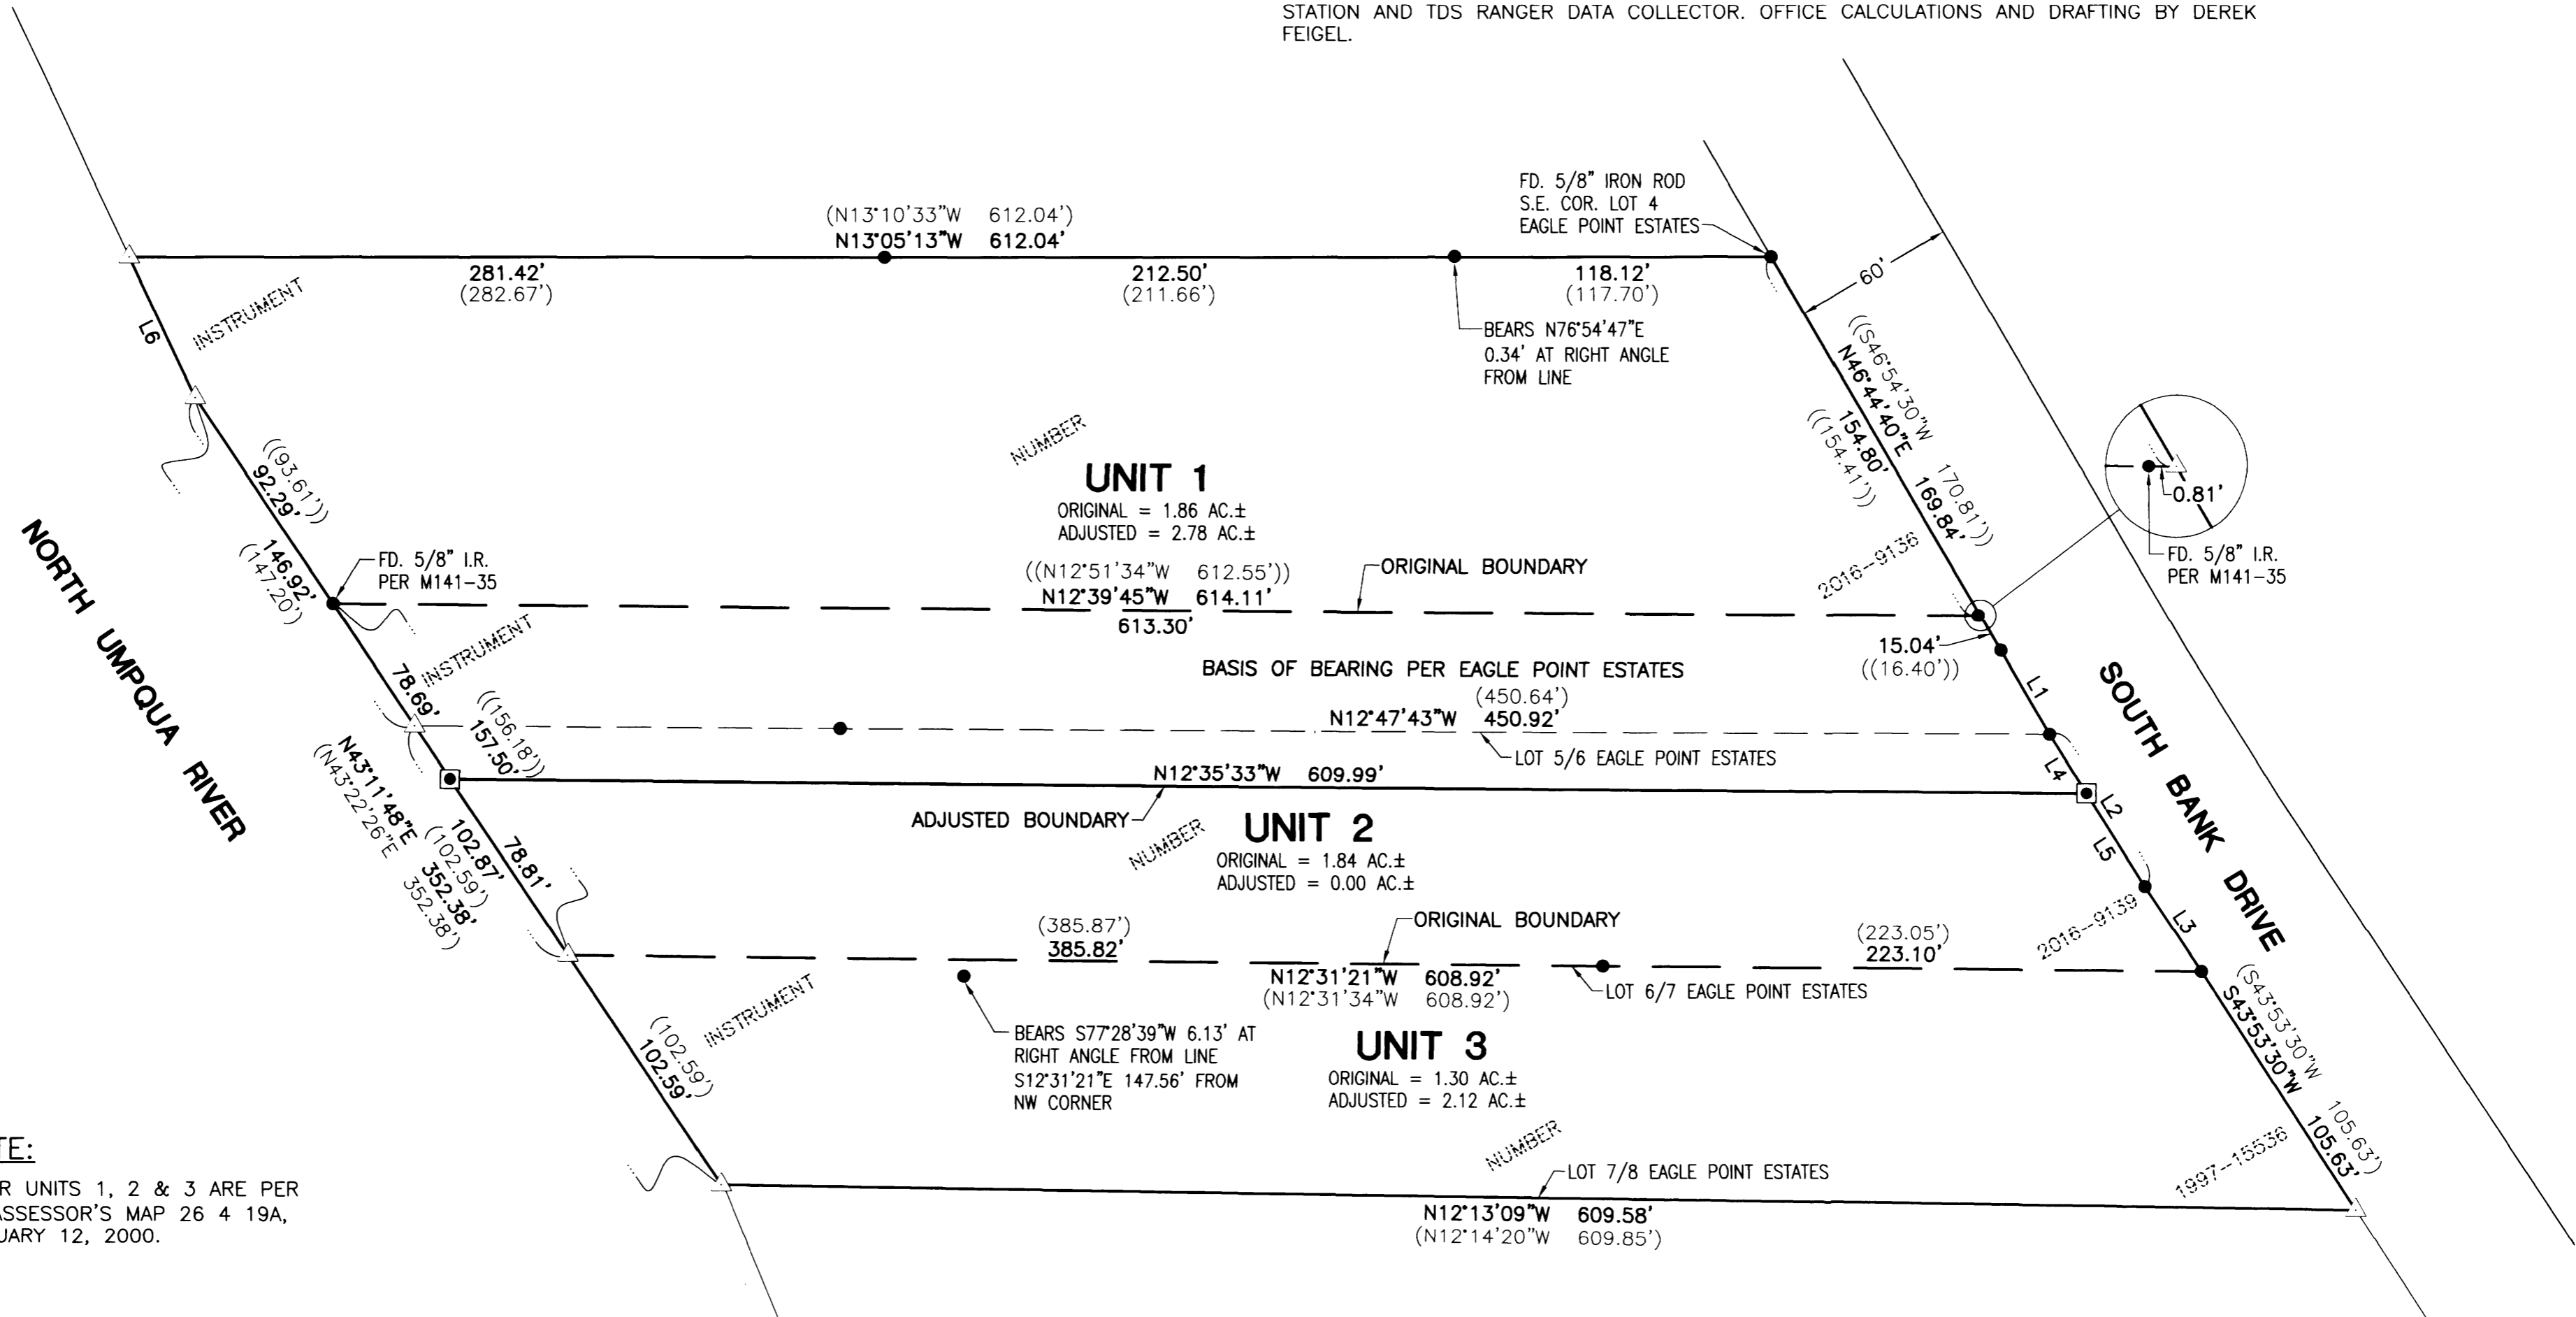 STATION AND TDS RANGER DATA COLLECTOR. OFFICE CALCULATIONS AND DRAFTING BY DEREK
FEIGEL.
FD. 5/8" IRON ROD
S.E. COR. LOT 4
EAGLE POINT ESTATES
(N13°10'33"W 612.04')
N13°05'13"W 612.04'
281.42'
(282.67')
212.50'
(211.66')
118.12'
(117.70')
60'
L6
INSTRUMENT
BEARS N76°54'47"E
0.34' AT RIGHT ANGLE
FROM LINE
((S46°54'30"W 170.81'))
N46°44'40"E 169.84'
154.80'
((154.41'))
NUMBER
((93.61'))
92.29'
UNIT 1
ORIGINAL = 1.86 AC.±
ADJUSTED = 2.78 AC.±
0.81'
FD. 5/8" I.R.
PER M141-35
146.92'
(147.20')
FD. 5/8" I.R.
PER M141-35
((N12°51'34"W 612.55'))
N12°39'45"W 614.11'
613.30'
ORIGINAL BOUNDARY
2016-9136
NORTH UMPQUA RIVER
INSTRUMENT
78.69'
15.04'
((16.40'))
BASIS OF BEARING PER EAGLE POINT ESTATES
(450.64')
N12°47'43"W 450.92'
LOT 5/6 EAGLE POINT ESTATES
L1
SOUTH BANK DRIVE
((156.18'))
157.50'
N43°11'48"E 352.38'
(N43°22'26"E 352.38')
N12°35'33"W 609.99'
ADJUSTED BOUNDARY
L4
L2
L5
NUMBER
UNIT 2
ORIGINAL = 1.84 AC.±
ADJUSTED = 0.00 AC.±
102.87'
(102.59')
78.81'
(385.87')
385.82'
ORIGINAL BOUNDARY
(223.05')
223.10'
2016-9139
L3
N12°31'21"W 608.92'
(N12°31'34"W 608.92')
LOT 6/7 EAGLE POINT ESTATES
INSTRUMENT
BEARS S77°28'39"W 6.13' AT
RIGHT ANGLE FROM LINE
S12°31'21"E 147.56' FROM
NW CORNER
(102.59')
102.59'
UNIT 3
ORIGINAL = 1.30 AC.±
ADJUSTED = 2.12 AC.±
(S43°53'30"W 105.63')
S43°53'30"W 105.63'
NUMBER
1997-15536
LOT 7/8 EAGLE POINT ESTATES
N12°13'09"W 609.58'
(N12°14'20"W 609.85')
TE:
R UNITS 1, 2 & 3 ARE PER
ASSESSOR'S MAP 26 4 19A,
UARY 12, 2000.